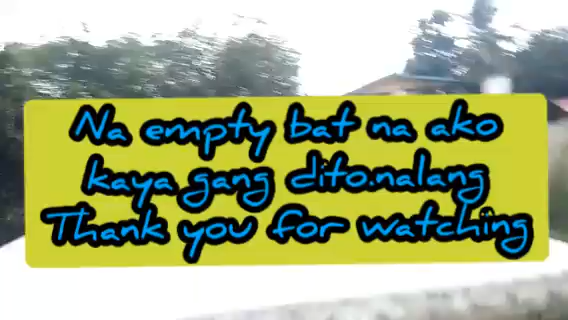 Na empty bat na ako
kaya gang dito.nalang
Thank you for watching